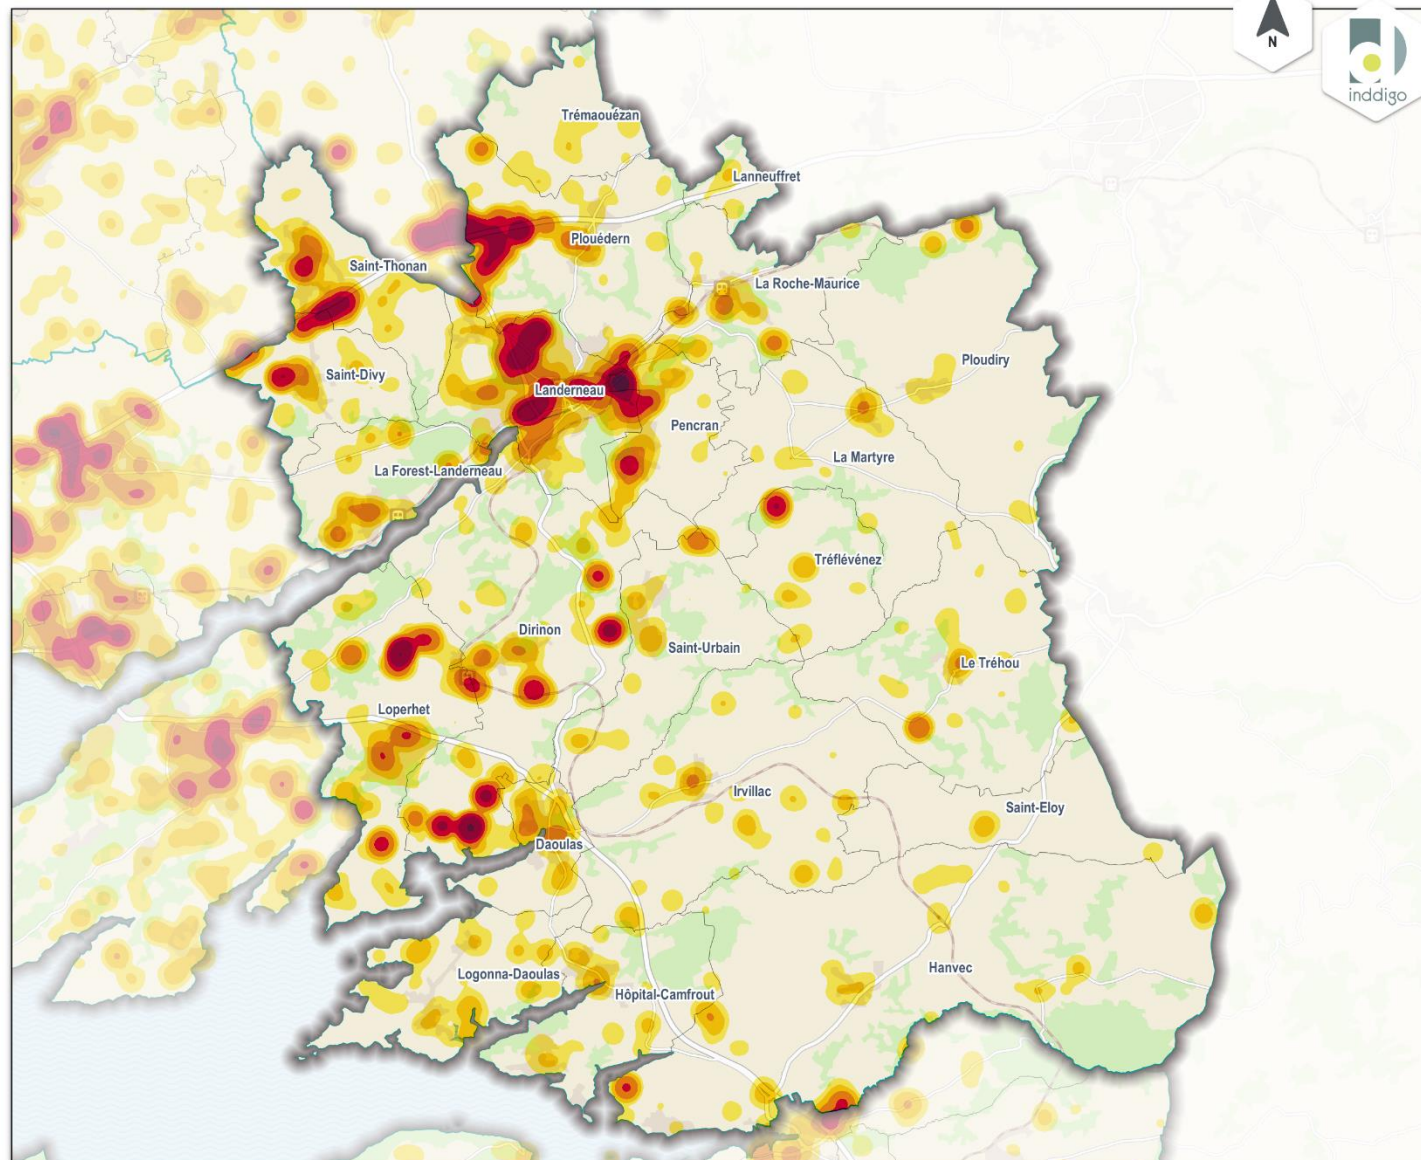 N
inddigo
Trémaouézan
Lanneuffret
Plouédern
Saint-Thonan
La Roche-Maurice
Ploudiry
Saint-Divy
Landerneau
Pencran
La Martyre
La Forest-Landerneau
Tréflévénez
Dirinon
Saint-Urbain
Le Tréhou
Loperhet
Irvillac
Saint-Eloy
Daoulas
Hanvec
Logonna-Daoulas
Hôpital-Camfrout